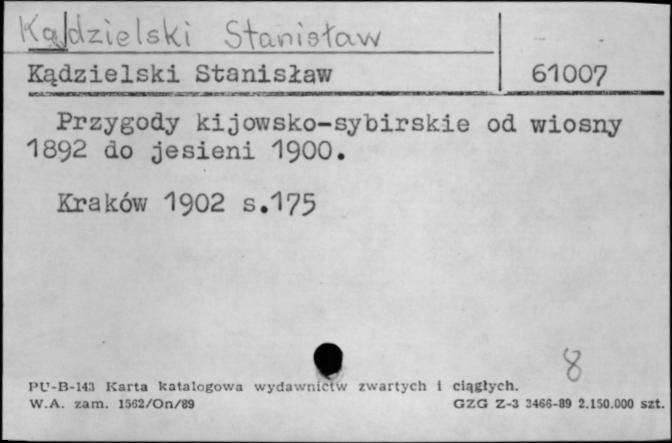 Kądzielski Stanisław
Kądzielski Stanisław 61007
Przygody kijowsko-sybirskie od wiosny
1892 do jesieni 1900.
Kraków 1902 s.175
8
PU-B-143 Karta katalogowa wydawnictw zwartych i ciągłych.
W.A. zam. 1562/On/89 GZG Z-3 3466-89 2.150.000 szt.